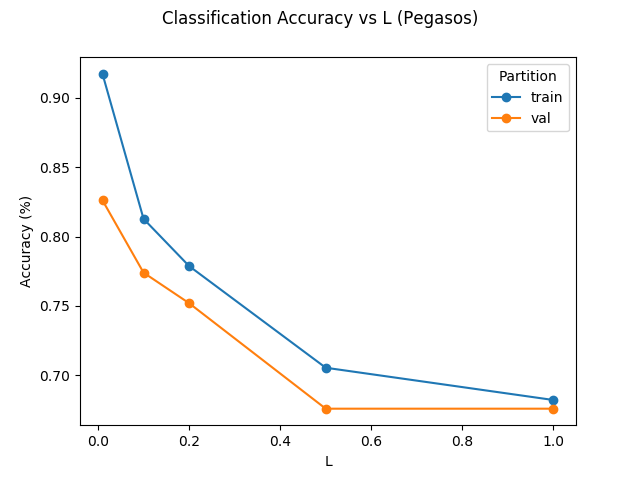 Classification Accuracy vs L (Pegasos)
Partition
train
val
Accuracy (%)
0.90
0.85
0.80
0.75
0.70
0.0
0.2
0.4
0.6
0.8
1.0
L